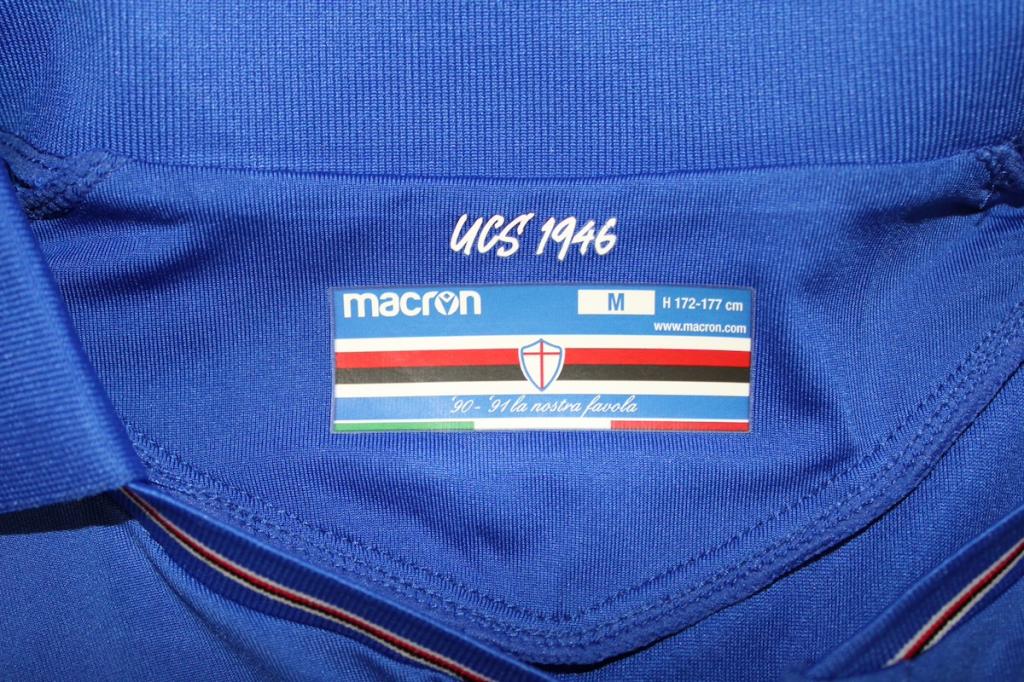 UCS 1946
macron M H 172-177 cm
www.macron.com
'90 - '91 la nostra favola